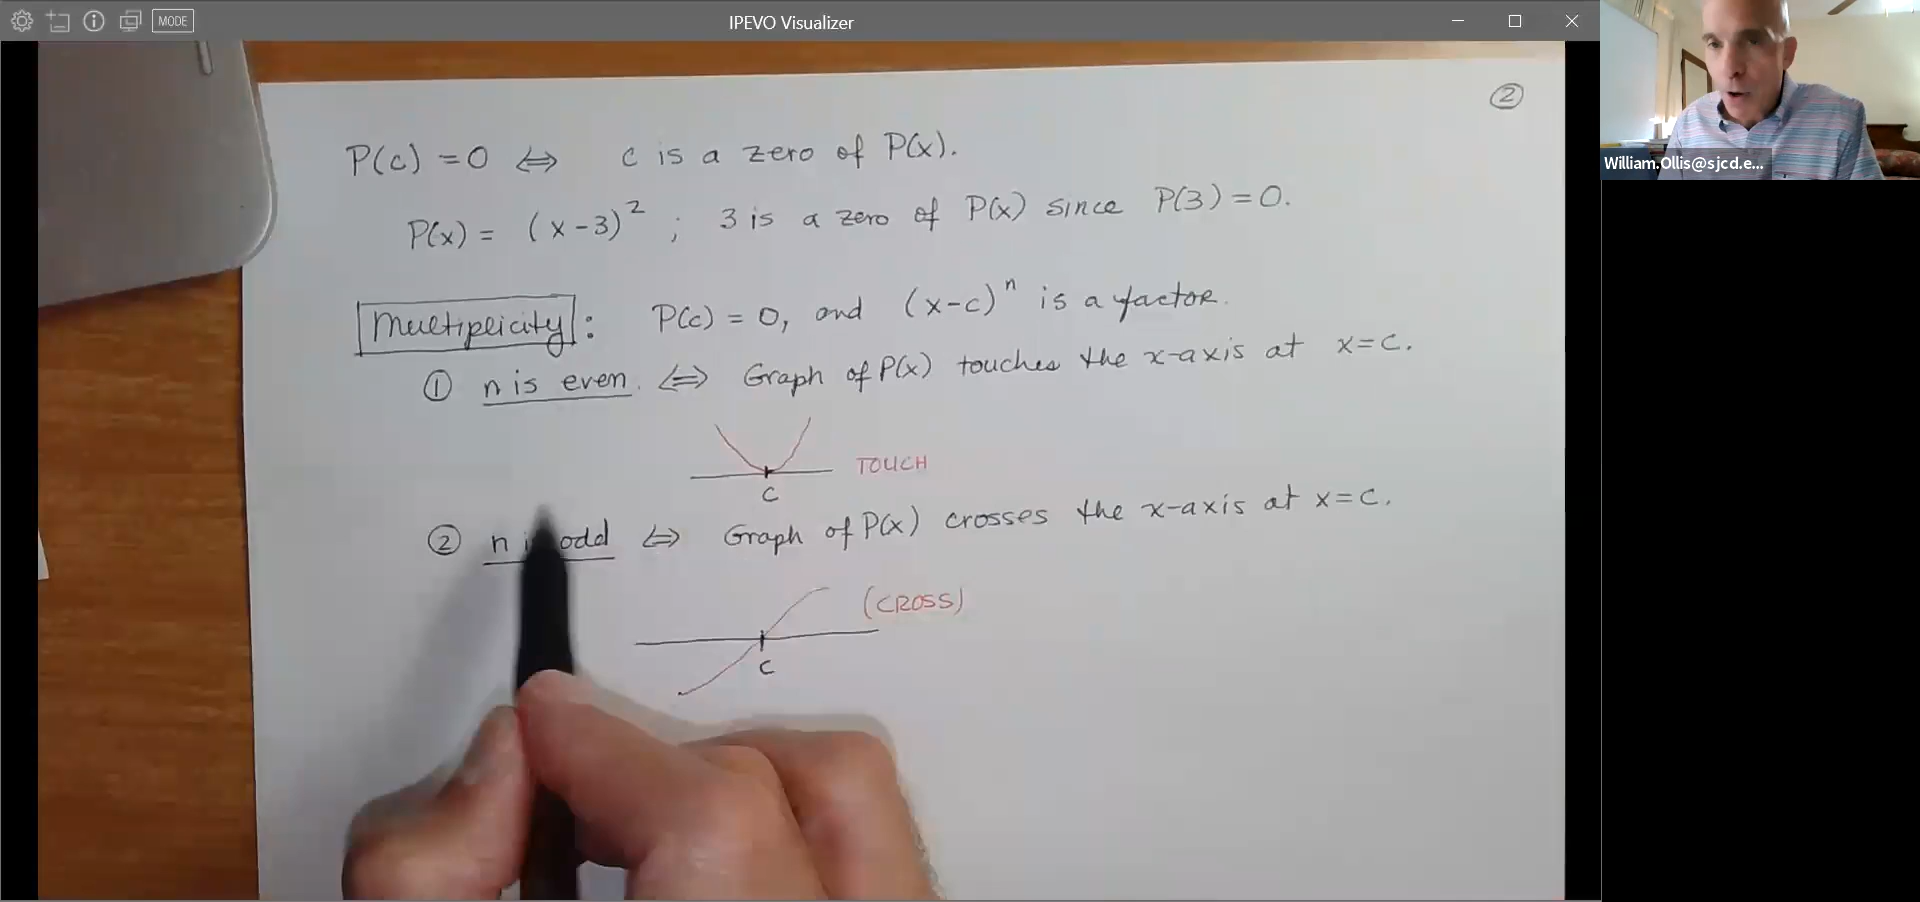 MODE
IPEVO Visualizer
William.Ollis@sjcd.e...
②
P(c) = 0 ⇔ c is a zero of P(x).
P(x) = (x-3)² ; 3 is a zero of P(x) since P(3) = 0.
Multiplicity : P(c) = 0, and (x-c)ⁿ is a factor.
① n is even. ⇔ Graph of P(x) touches the x-axis at x=c.
TOUCH
c
② n odd ⇔ Graph of P(x) crosses the x-axis at x=c.
(CROSS)
c